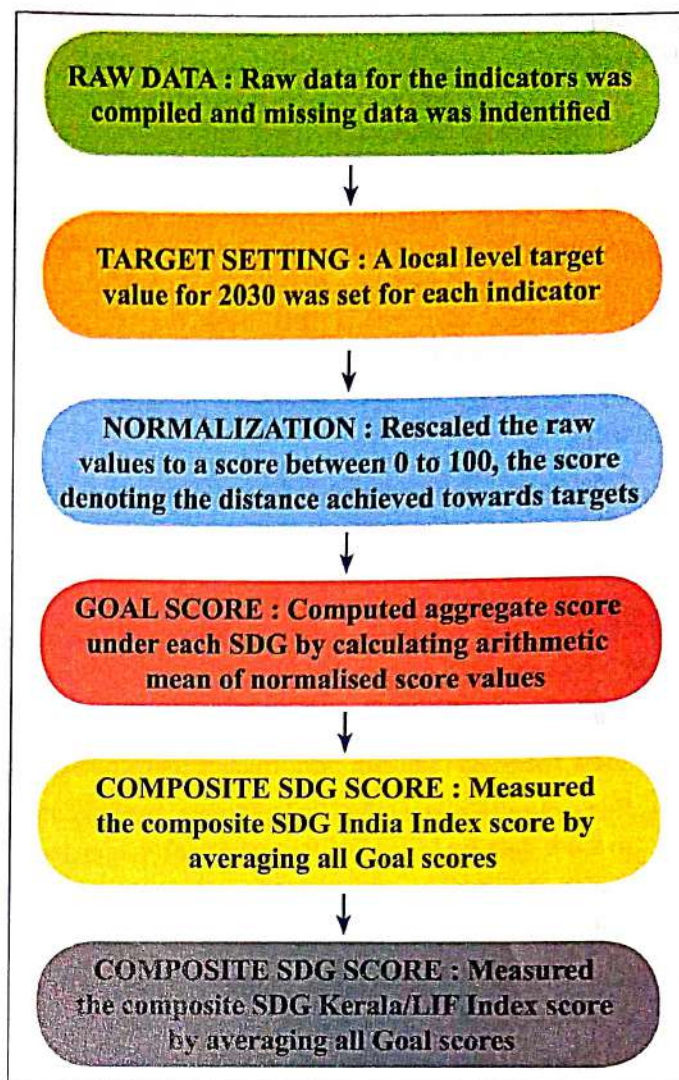 RAW DATA : Raw data for the indicators was
compiled and missing data was indentified
TARGET SETTING : A local level target
value for 2030 was set for each indicator
NORMALIZATION : Rescaled the raw
values to a score between 0 to 100, the score
denoting the distance achieved towards targets
GOAL SCORE : Computed aggregate score
under each SDG by calculating arithmetic
mean of normalised score values
COMPOSITE SDG SCORE : Measured
the composite SDG India Index score by
averaging all Goal scores
COMPOSITE SDG SCORE : Measured
the composite SDG Kerala/LIF Index score
by averaging all Goal scores